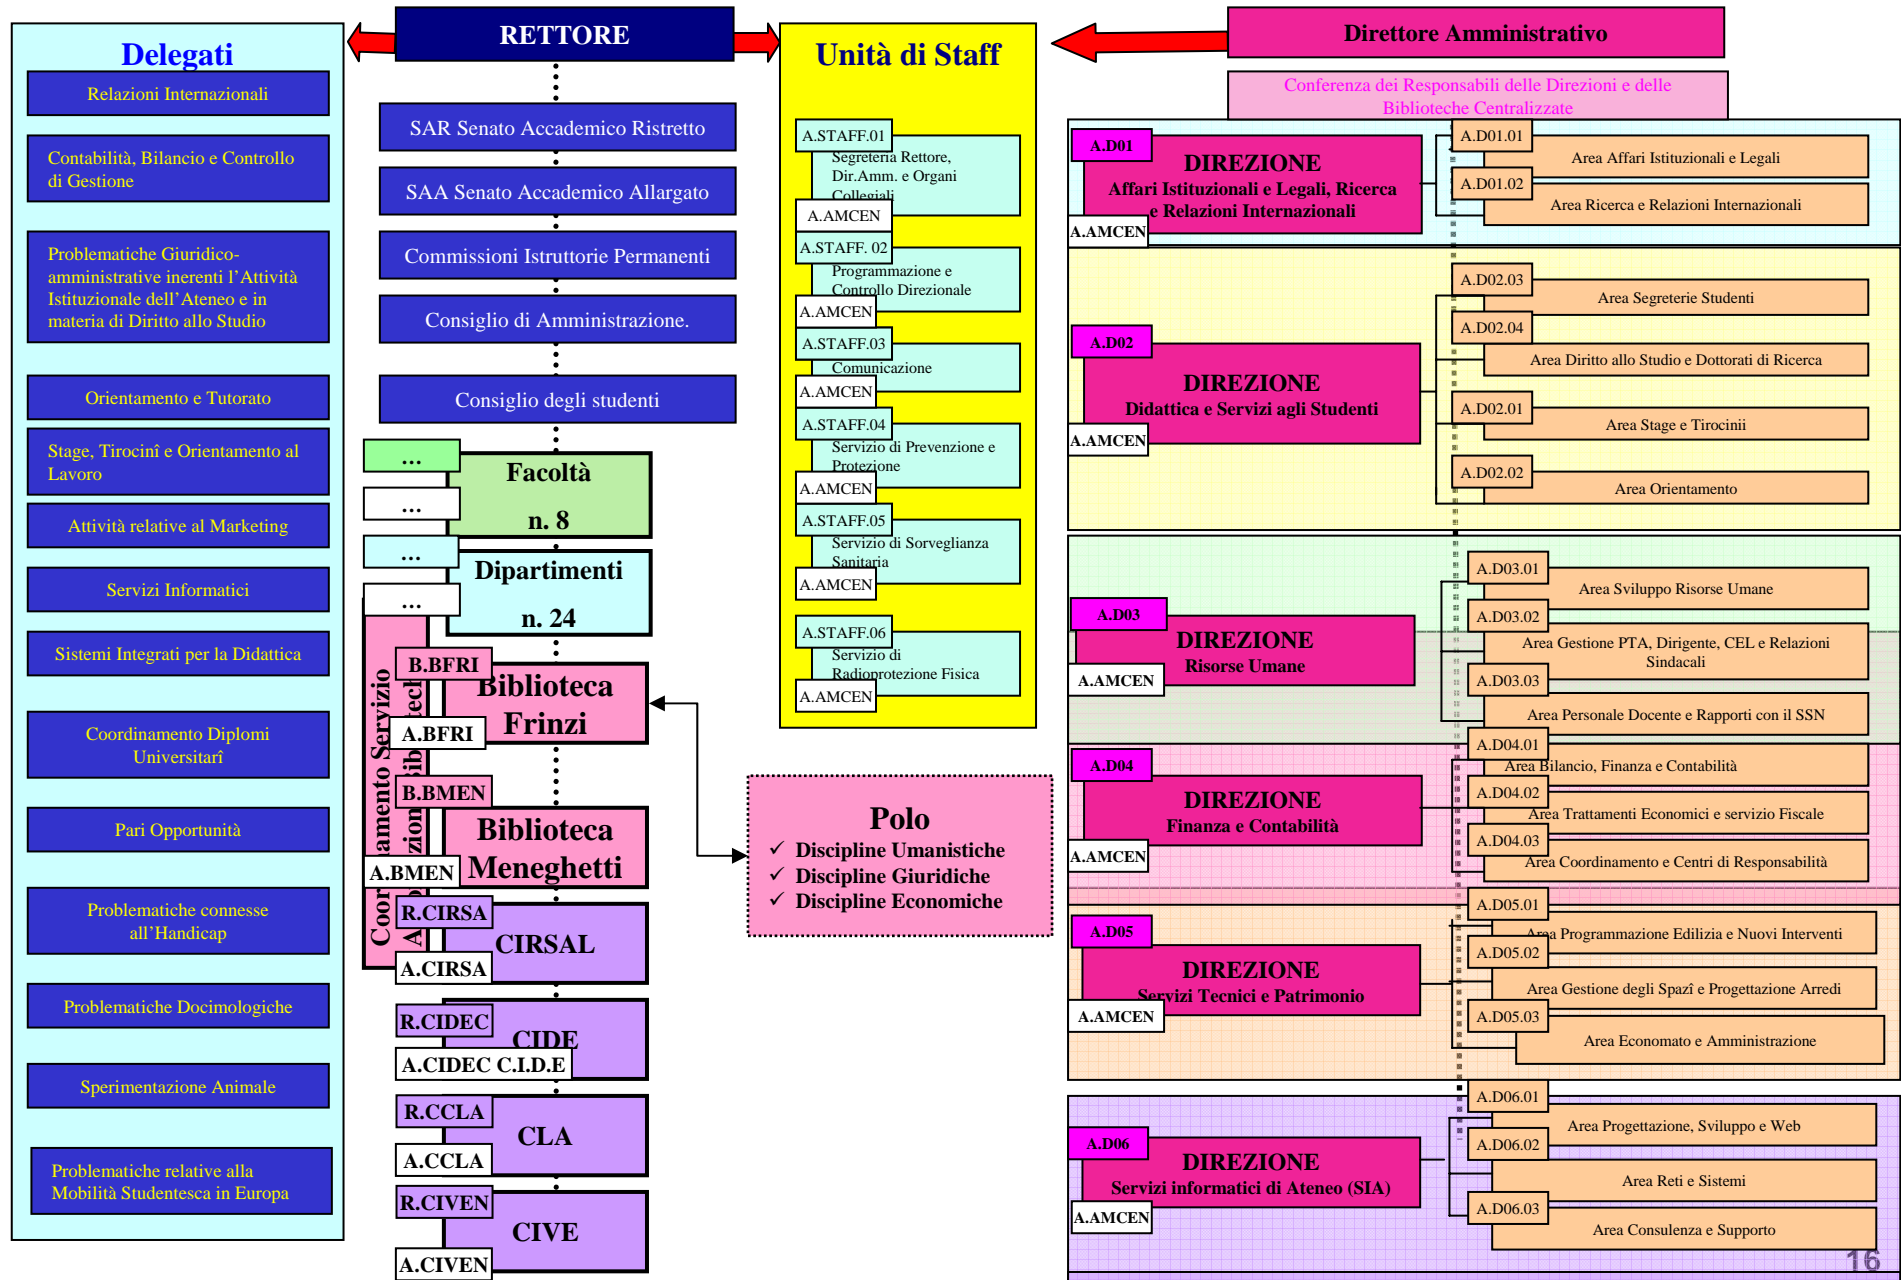 Delegati
Relazioni Internazionali
Contabilità, Bilancio e Controllo
di Gestione
Problematiche Giuridico-
amministrative inerenti l’Attività
Istituzionale dell’Ateneo e in
materia di Diritto allo Studio
Orientamento e Tutorato
Stage, Tirocinî e Orientamento al
Lavoro
Attività relative al Marketing
Servizi Informatici
Sistemi Integrati per la Didattica
Coordinamento Diplomi
Universitarî
Pari Opportunità
Problematiche connesse
all’Handicap
Problematiche Docimologiche
Sperimentazione Animale
Problematiche relative alla
Mobilità Studentesca in Europa
RETTORE
SAR Senato Accademico Ristretto
SAA Senato Accademico Allargato
Commissioni Istruttorie Permanenti
Consiglio di Amministrazione.
Consiglio degli studenti
...
...
Facoltà
n. 8
...
...
Dipartimenti
n. 24
Servizio
B.BFRI
Biblioteca
Frinzi
A.BFRI
B.BMEN
Biblioteca
Meneghetti
A.BMEN
R.CIRSA
CIRSAL
A.CIRSA
R.CIDEC
CIDE
A.CIDEC C.I.D.E
R.CCLA
CLA
A.CCLA
R.CIVEN
CIVE
A.CIVEN
Unità di Staff
A.STAFF.01
Segreteria Rettore,
Dir.Amm. e Organi
Collegiali
A.AMCEN
A.STAFF. 02
Programmazione e
Controllo Direzionale
A.AMCEN
A.STAFF.03
Comunicazione
A.AMCEN
A.STAFF.04
Servizio di Prevenzione e
Protezione
A.AMCEN
A.STAFF.05
Servizio di Sorveglianza
Sanitaria
A.AMCEN
A.STAFF.06
Servizio di
Radioprotezione Fisica
A.AMCEN
Polo
✓ Discipline Umanistiche
✓ Discipline Giuridiche
✓ Discipline Economiche
Direttore Amministrativo
Conferenza dei Responsabili delle Direzioni e delle
Biblioteche Centralizzate
A.D01
DIREZIONE
Affari Istituzionali e Legali, Ricerca
e Relazioni Internazionali
A.AMCEN
A.D01.01
Area Affari Istituzionali e Legali
A.D01.02
Area Ricerca e Relazioni Internazionali
A.D02
DIREZIONE
Didattica e Servizi agli Studenti
A.AMCEN
A.D02.03
Area Segreterie Studenti
A.D02.04
Area Diritto allo Studio e Dottorati di Ricerca
A.D02.01
Area Stage e Tirocinii
A.D02.02
Area Orientamento
A.D03
DIREZIONE
Risorse Umane
A.AMCEN
A.D03.01
Area Sviluppo Risorse Umane
A.D03.02
Area Gestione PTA, Dirigente, CEL e Relazioni
Sindacali
A.D03.03
Area Personale Docente e Rapporti con il SSN
A.D04
DIREZIONE
Finanza e Contabilità
A.AMCEN
A.D04.01
Area Bilancio, Finanza e Contabilità
A.D04.02
Area Trattamenti Economici e servizio Fiscale
A.D04.03
Area Coordinamento e Centri di Responsabilità
A.D05
DIREZIONE
Servizi Tecnici e Patrimonio
A.AMCEN
A.D05.01
Area Programmazione Edilizia e Nuovi Interventi
A.D05.02
Area Gestione degli Spazî e Progettazione Arredi
A.D05.03
Area Economato e Amministrazione
A.D06
DIREZIONE
Servizi informatici di Ateneo (SIA)
A.AMCEN
A.D06.01
Area Progettazione, Sviluppo e Web
A.D06.02
Area Reti e Sistemi
A.D06.03
Area Consulenza e Supporto
16